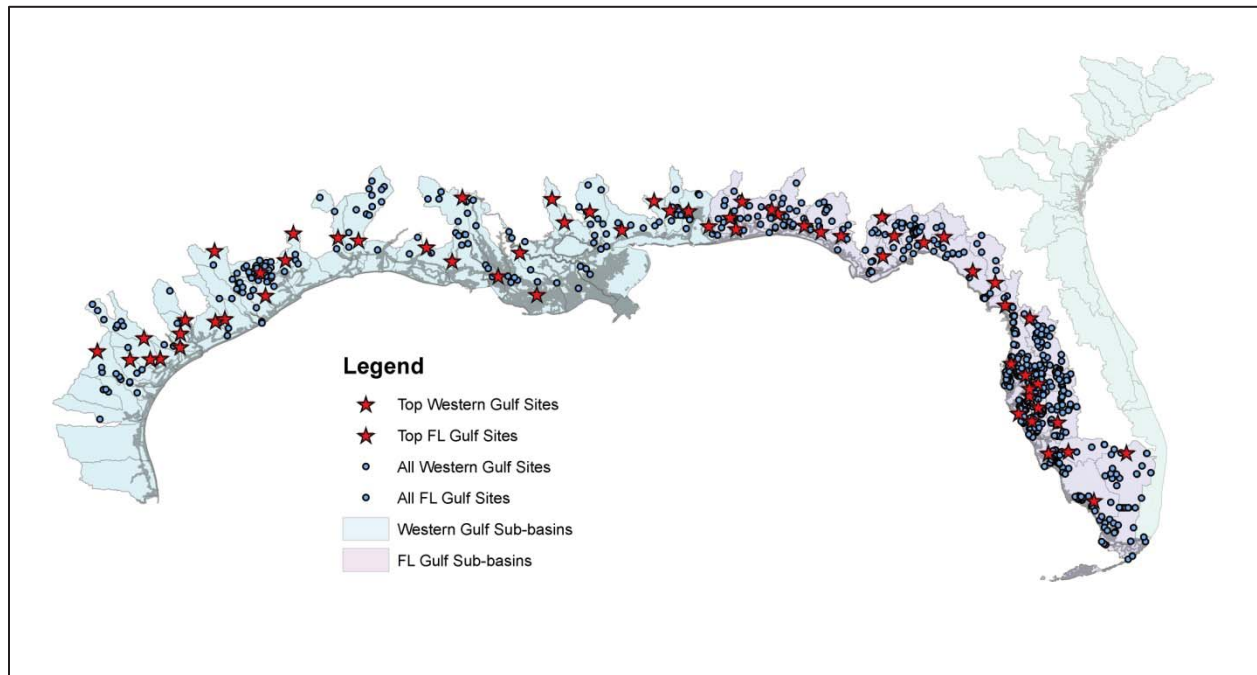 Legend
Top Western Gulf Sites
Top FL Gulf Sites
All Western Gulf Sites
All FL Gulf Sites
Western Gulf Sub-basins
FL Gulf Sub-basins